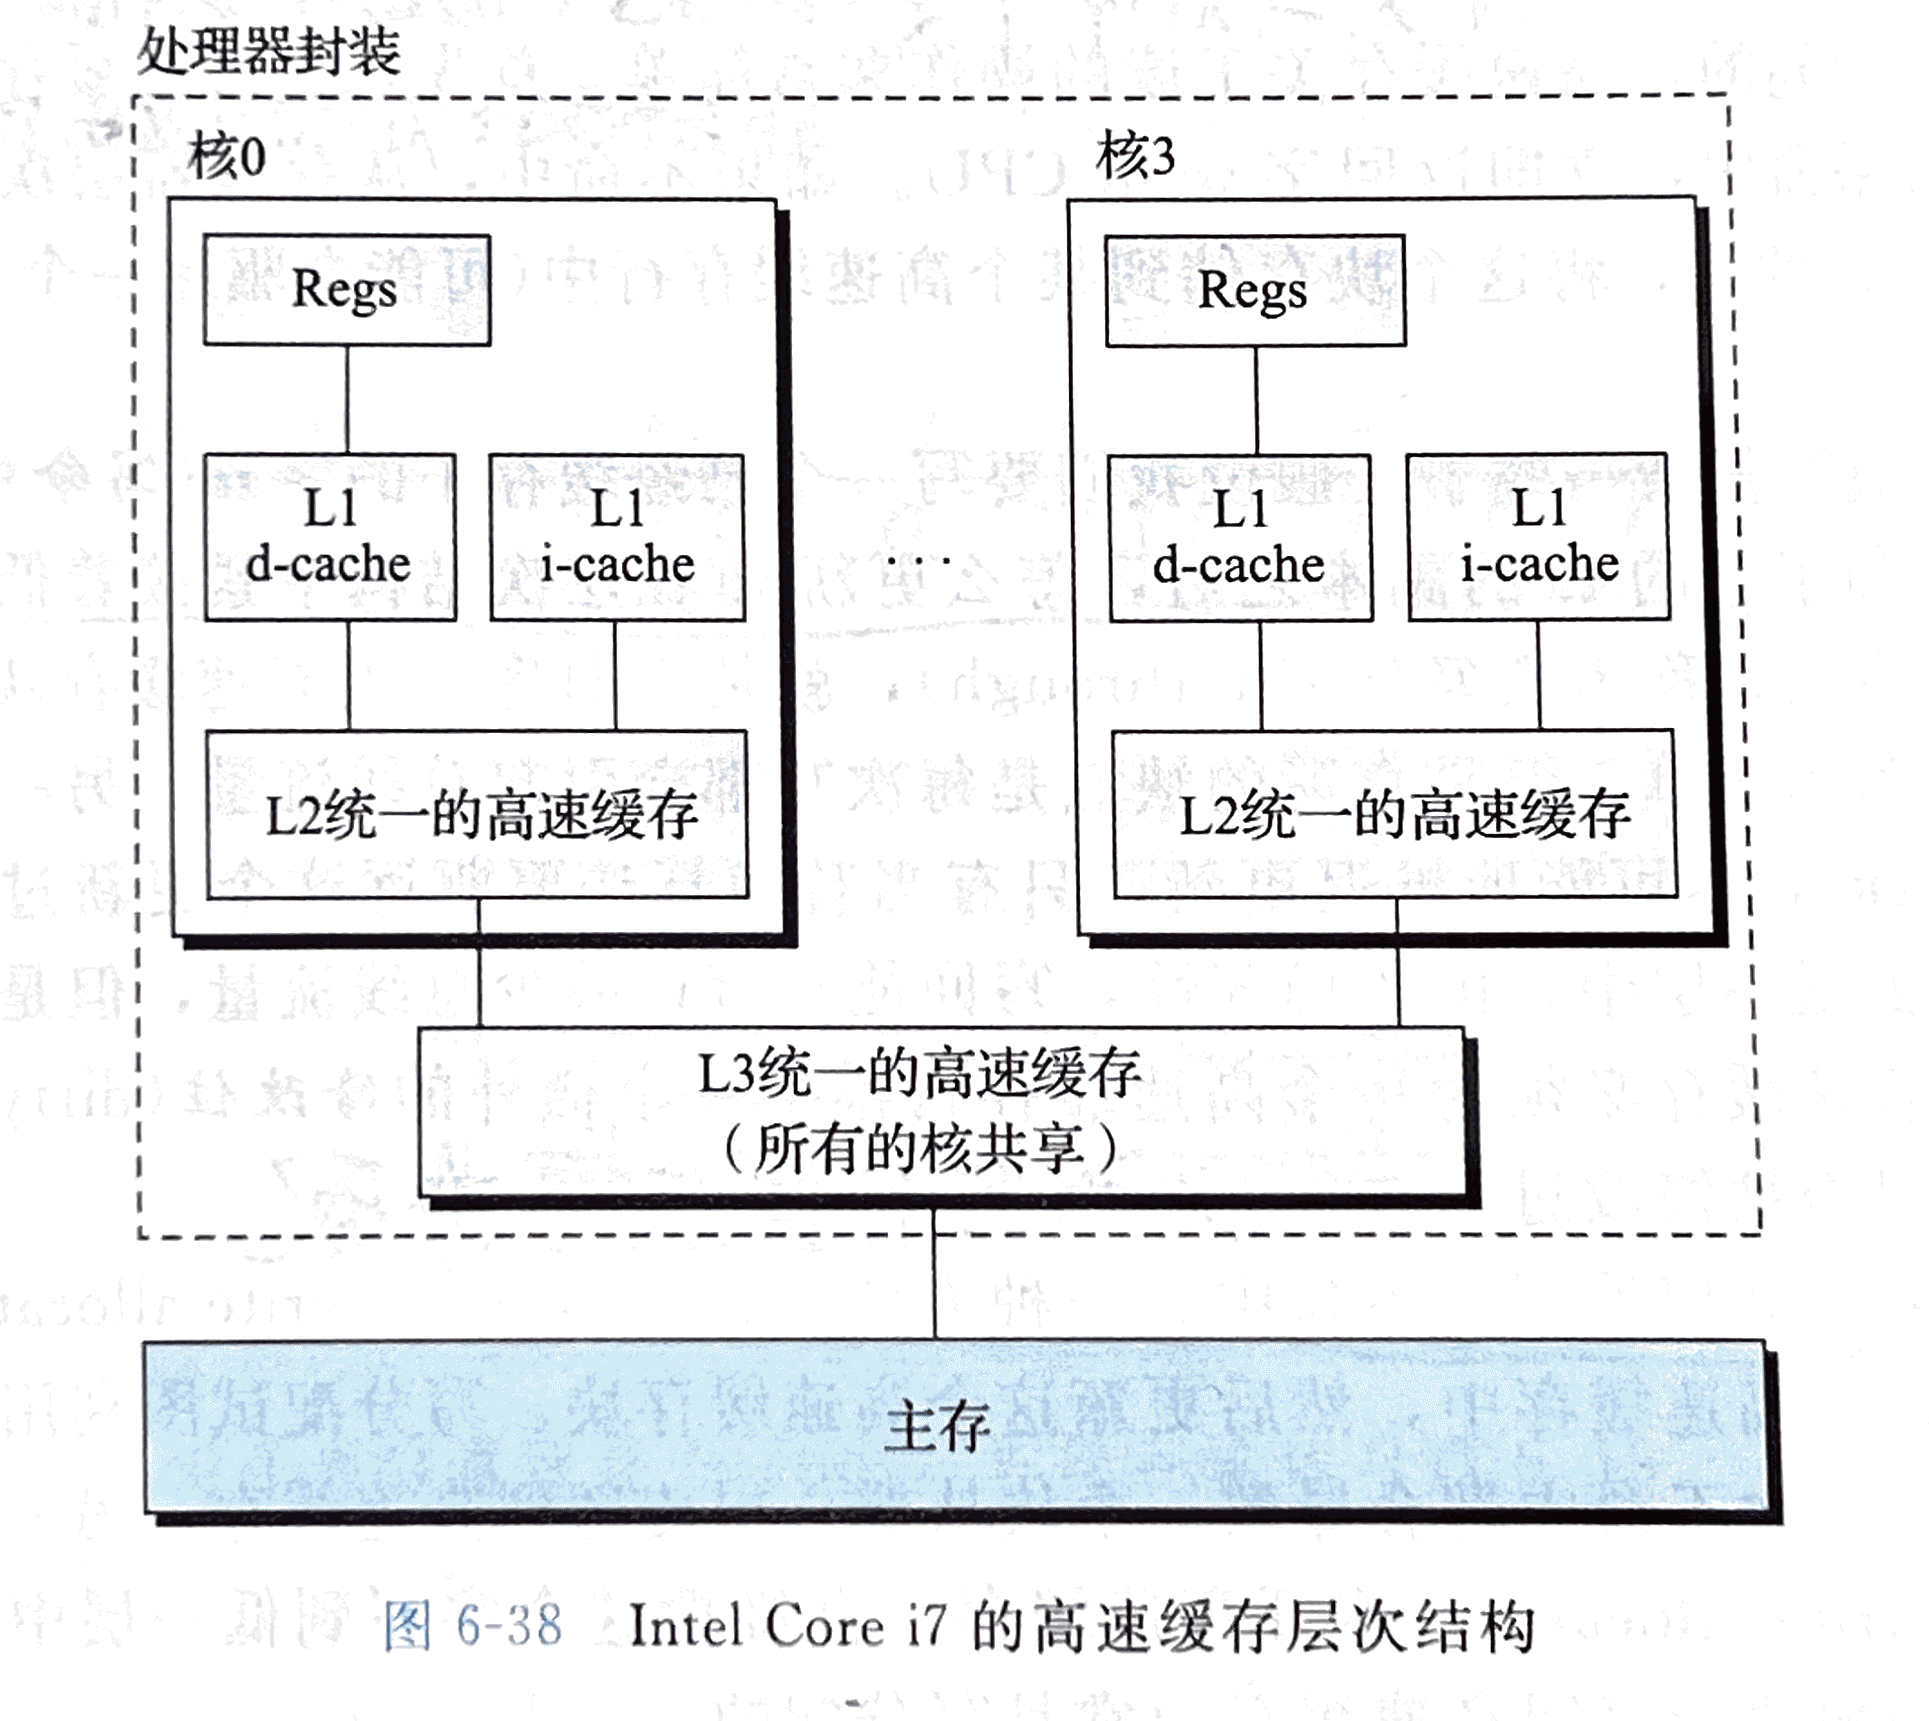 处理器封装
核0
核3
Regs
Regs
L1
d-cache
L1
i-cache
···
L1
d-cache
L1
i-cache
L2统一的高速缓存
L2统一的高速缓存
L3统一的高速缓存
（所有的核共享）
主存
图 6-38 Intel Core i7 的高速缓存层次结构